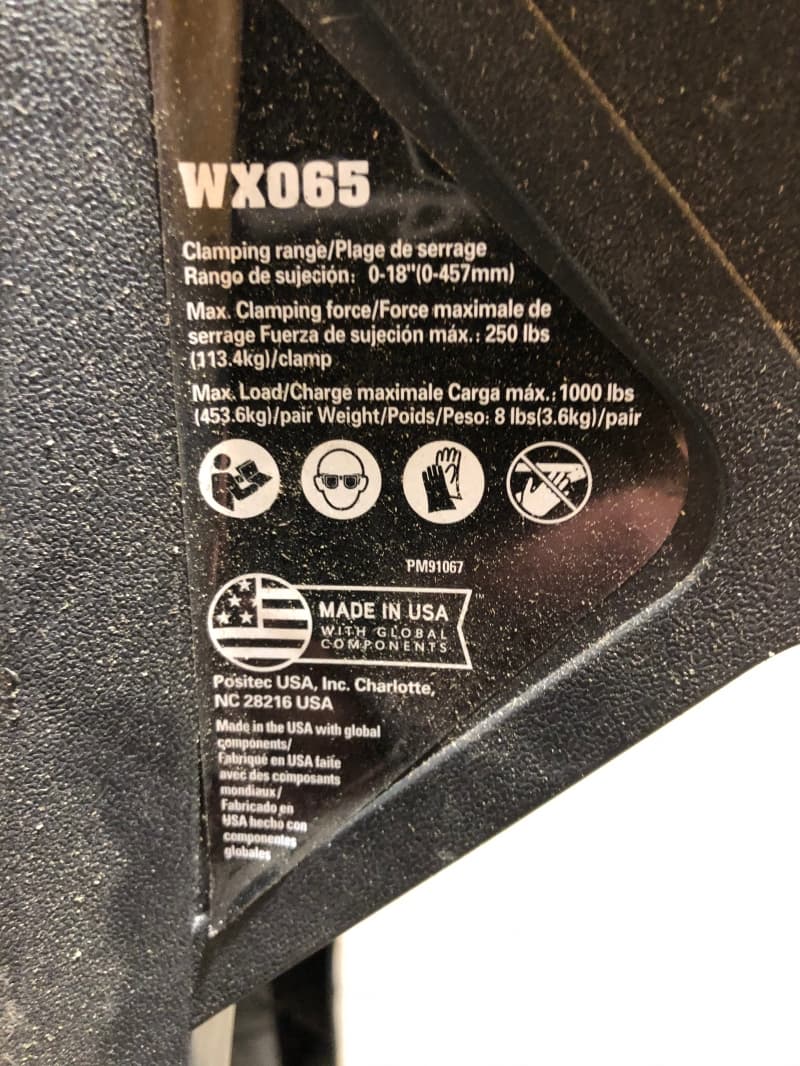 WX065
Clamping range/Plage de serrage
Rango de sujeción: 0-18"(0-457mm)
Max. Clamping force/Force maximale de
serrage Fuerza de sujeción máx.: 250 lbs
(113.4kg)/clamp
Max. Load/Charge maximale Carga máx.: 1000 lbs
(453.6kg)/pair Weight/Poids/Peso: 8 lbs(3.6kg)/pair
PM91067
MADE IN USA™
WITH GLOBAL
COMPONENTS
Positec USA, Inc. Charlotte,
NC 28216 USA
Made in the USA with global
components/
Fabriqué en USA faite
avec des composants
mondiaux/
Fabricado en
USA hecho con
componentes
globales